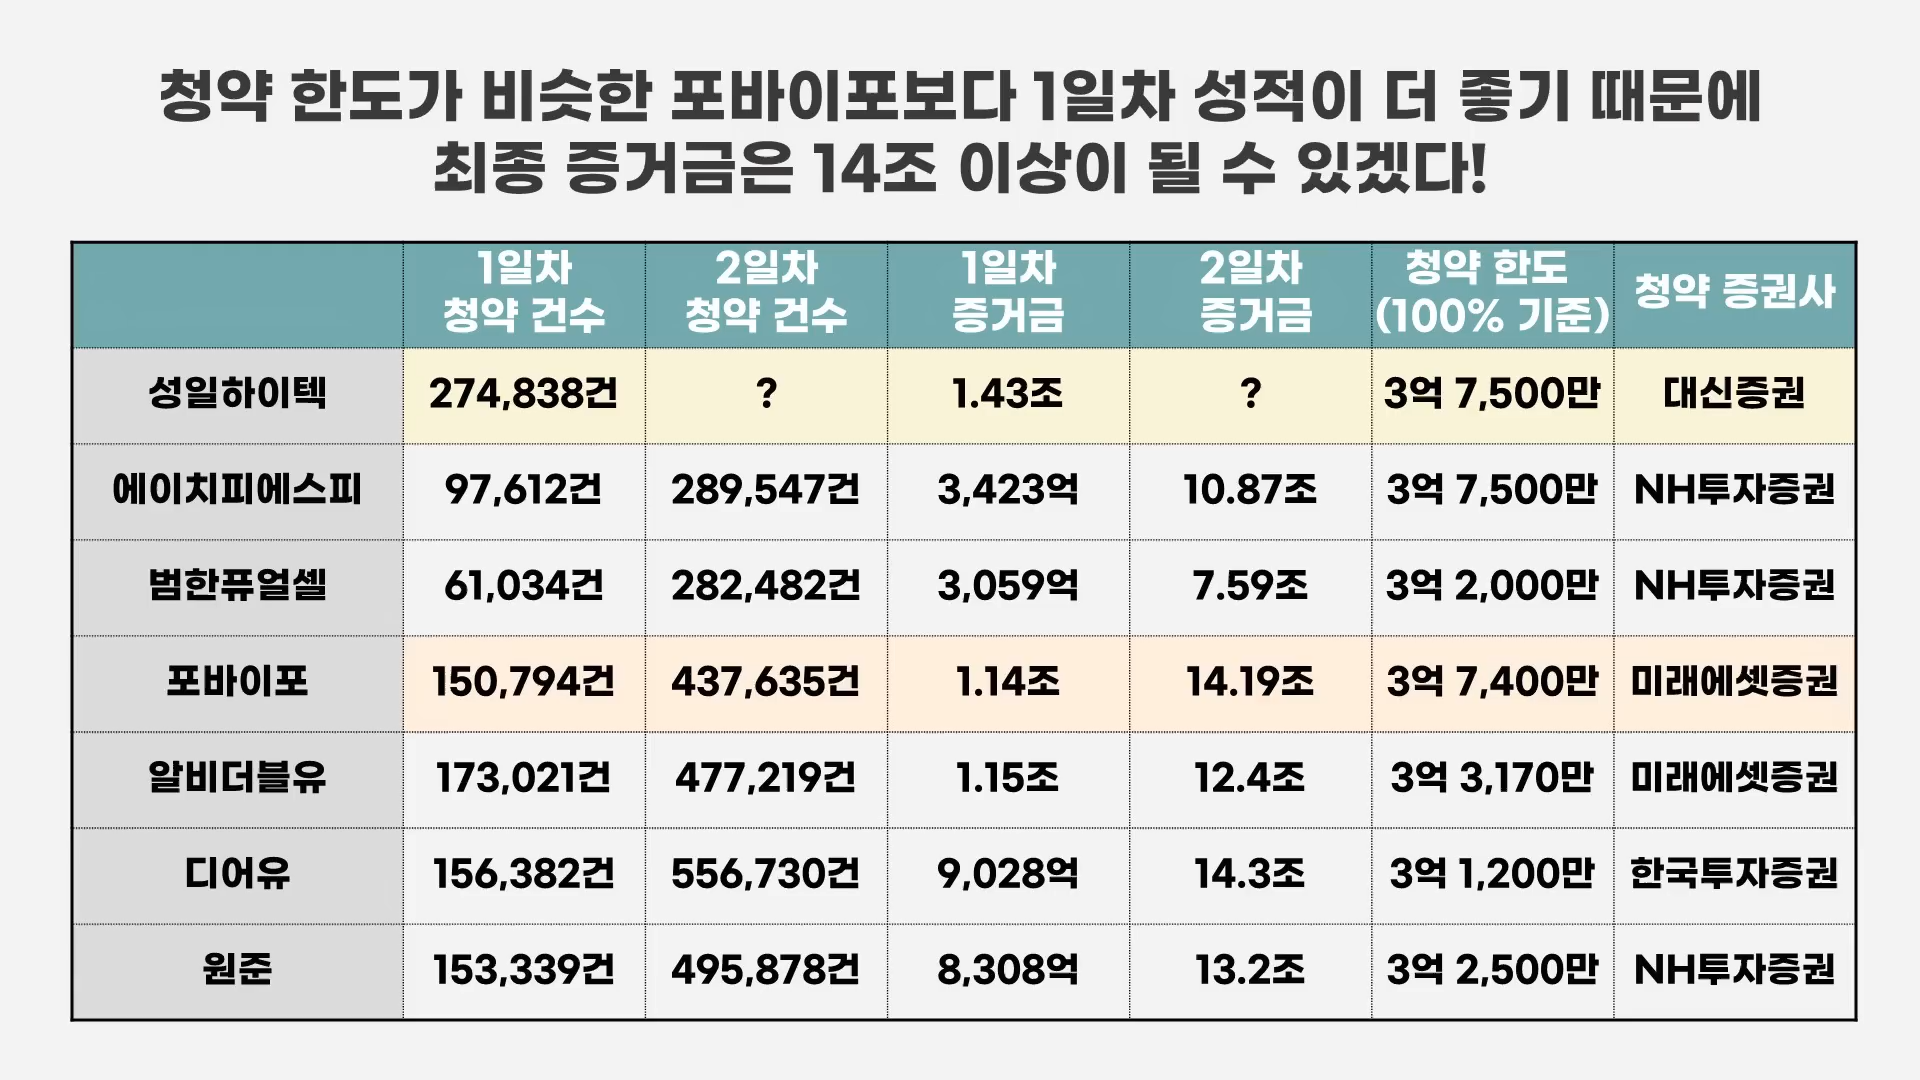 청약 한도가 비슷한 포바이포보다 1일차 성적이 더 좋기 때문에
최종 증거금은 14조 이상이 될 수 있겠다!
1일차 청약 건수 2일차 청약 건수 1일차 증거금 2일차 증거금 청약 한도 (100% 기준) 청약 증권사
성일하이텍 274,838건 ? 1.43조 ? 3억 7,500만 대신증권
에이치피에스피 97,612건 289,547건 3,423억 10.87조 3억 7,500만 NH투자증권
범한퓨얼셀 61,034건 282,482건 3,059억 7.59조 3억 2,000만 NH투자증권
포바이포 150,794건 437,635건 1.14조 14.19조 3억 7,400만 미래에셋증권
알비더블유 173,021건 477,219건 1.15조 12.4조 3억 3,170만 미래에셋증권
디어유 156,382건 556,730건 9,028억 14.3조 3억 1,200만 한국투자증권
원준 153,339건 495,878건 8,308억 13.2조 3억 2,500만 NH투자증권